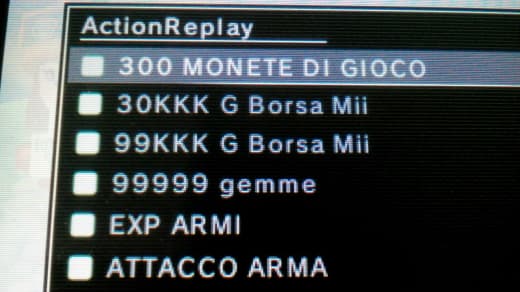 ActionReplay
300 MONETE DI GIOCO
30KKK G Borsa Mii
99KKK G Borsa Mii
99999 gemme
EXP ARMI
ATTACCO ARMA